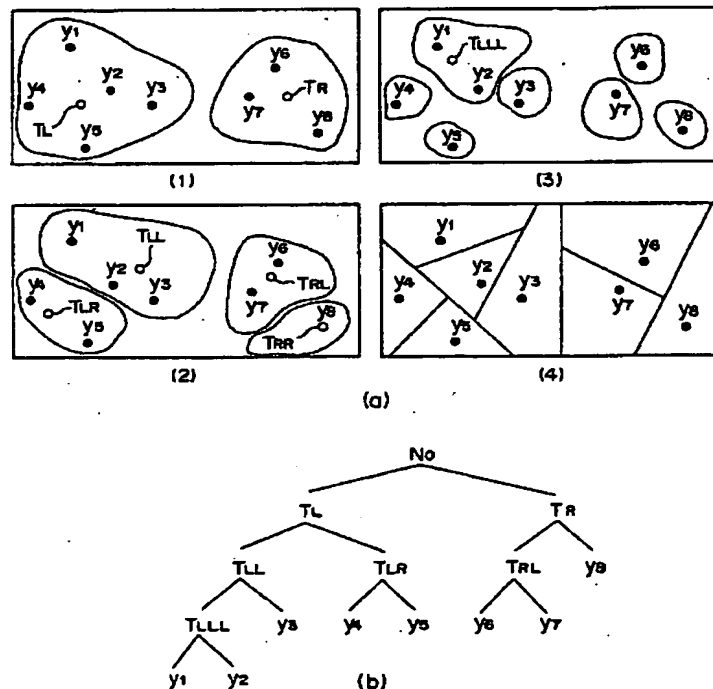 y1
y2
y3
y4
TL
y5
y6
y7
TR
y8
(1)
y1
TLLL
y2
y3
y4
y5
y6
y7
y8
(3)
y1
TLL
y2
y3
y4
TLR
y5
y6
TRL
y7
y8
TRR
(2)
y1
y2
y3
y4
y5
y6
y7
y8
(4)
(a)
No
TL TR
TLL TLR TRL y8
TLLL y3 y4 y5 y6 y7
y1 y2
(b)